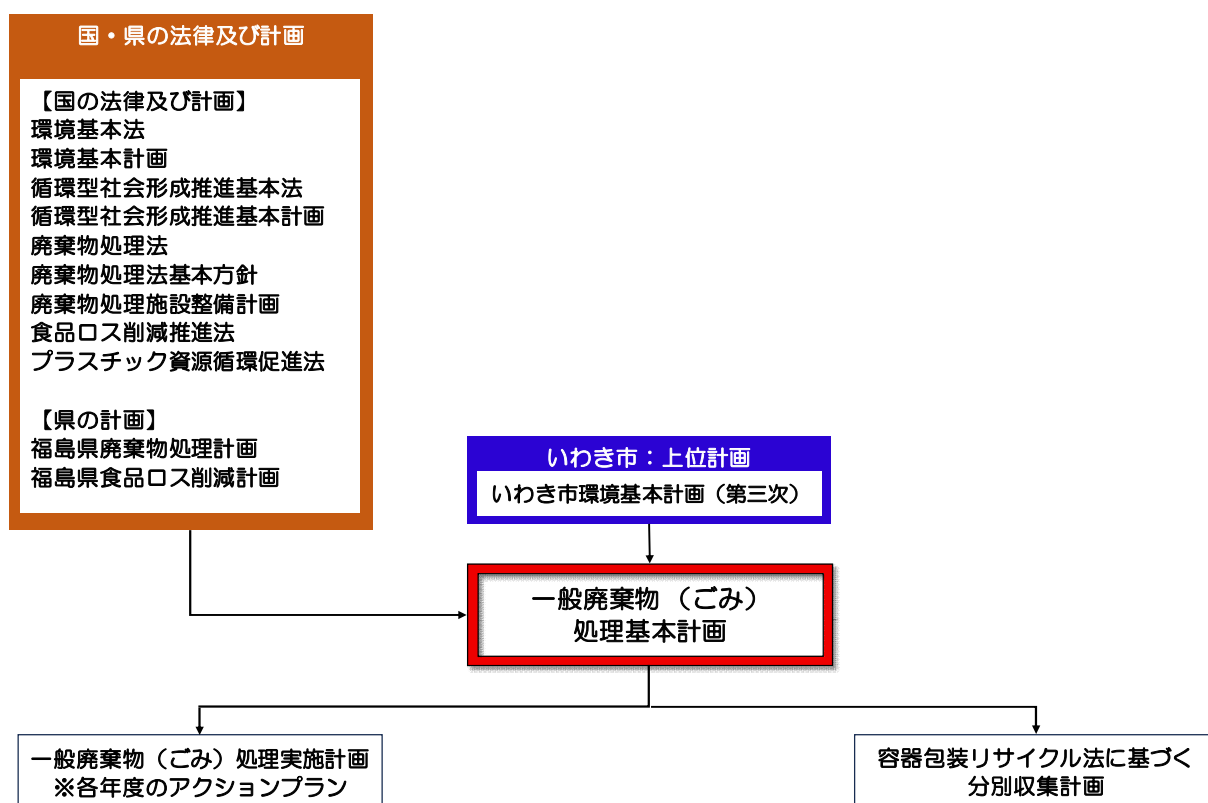 国・県の法律及び計画
【国の法律及び計画】
環境基本法
環境基本計画
循環型社会形成推進基本法
循環型社会形成推進基本計画
廃棄物処理法
廃棄物処理法基本方針
廃棄物処理施設整備計画
食品ロス削減推進法
プラスチック資源循環促進法
【県の計画】
福島県廃棄物処理計画
福島県食品ロス削減計画
いわき市：上位計画
いわき市環境基本計画（第三次）
一般廃棄物（ごみ）
処理基本計画
一般廃棄物（ごみ）処理実施計画
※各年度のアクションプラン
容器包装リサイクル法に基づく
分別収集計画